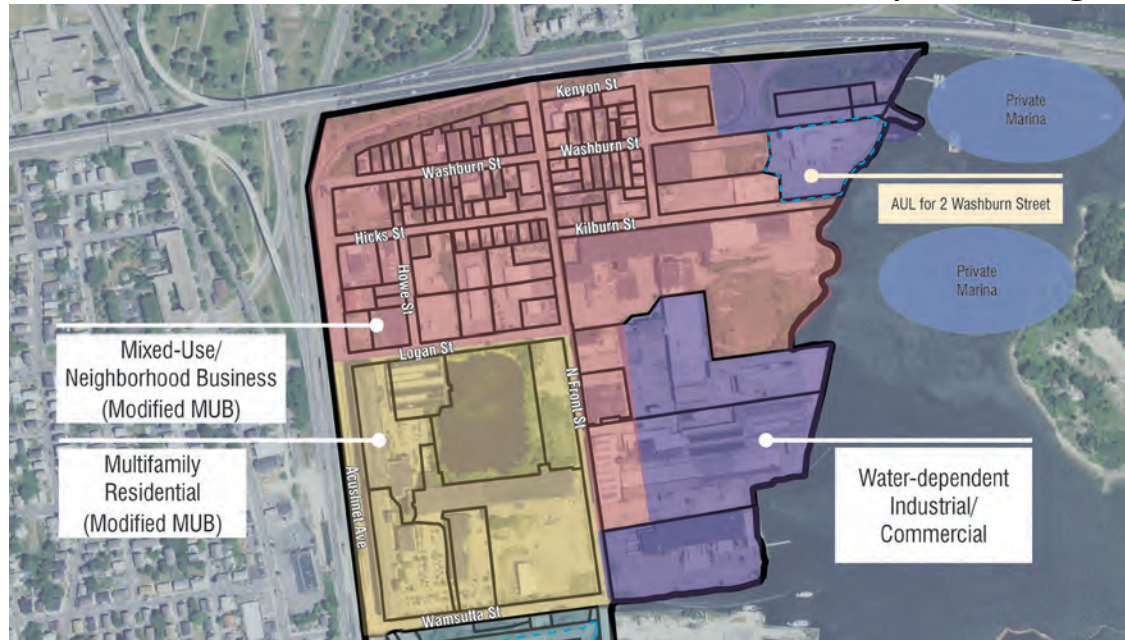 Kenyon St
Private
Marina
Washburn St
Washburn St
AUL for 2 Washburn Street
Hicks St
Kilburn St
Howe St
Private
Marina
Mixed-Use/
Neighborhood Business
(Modified MUB)
Logan St
N Front St
Multifamily
Residential
(Modified MUB)
Acushnet Ave
Water-dependent
Industrial/
Commercial
Wamsutta St